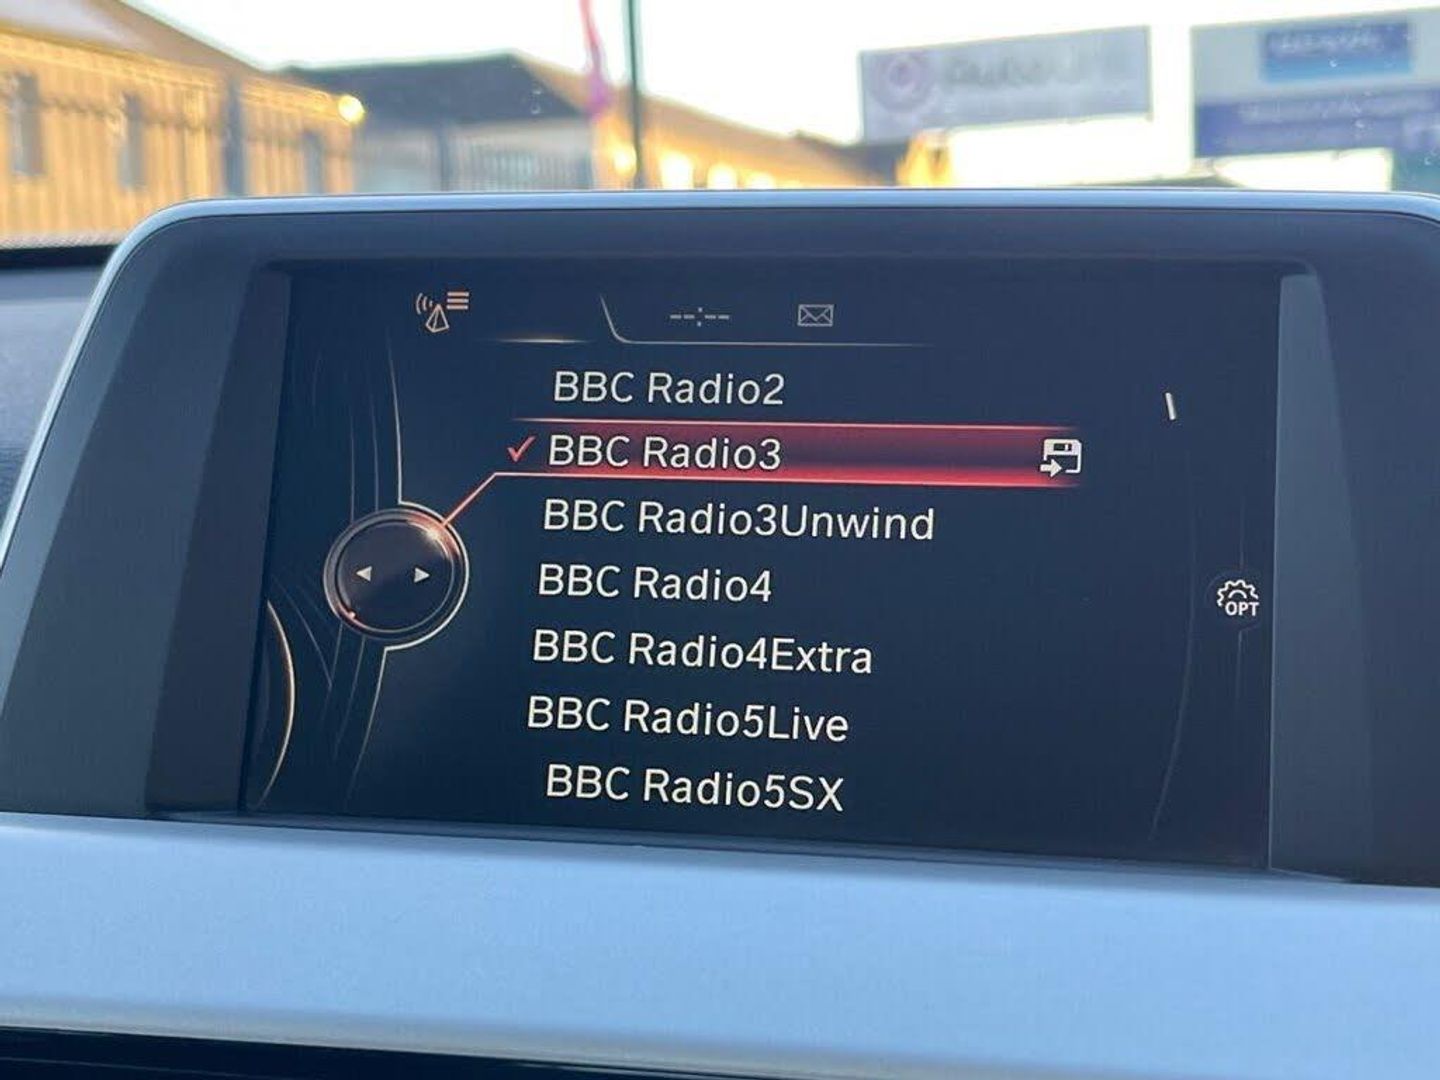 --:--
BBC Radio2
BBC Radio3
BBC Radio3Unwind
BBC Radio4
BBC Radio4Extra
BBC Radio5Live
BBC Radio5SX
OPT